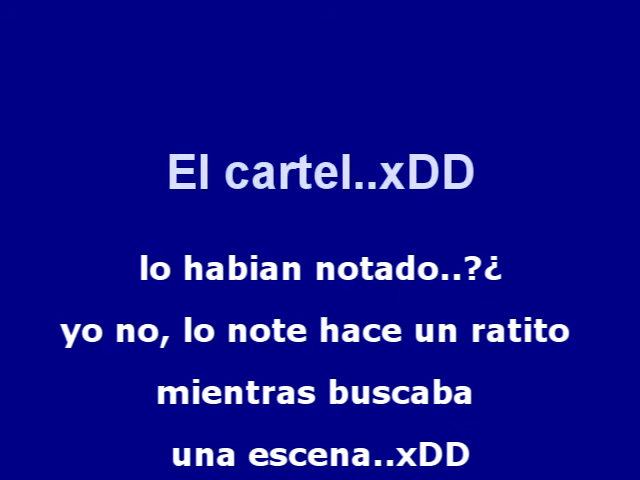 El cartel..xDD
lo habian notado..?¿
yo no, lo note hace un ratito
mientras buscaba
una escena..xDD